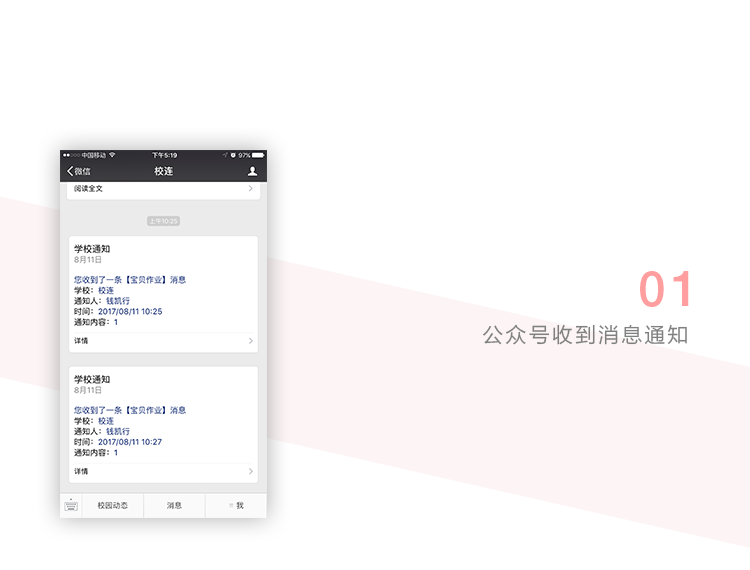 中国移动 下午5:19 97%
微信 校连
阅读全文
上午10:25
学校通知
8月11日
您收到了一条【宝贝作业】消息
学校：校连
通知人：钱凯行
时间：2017/08/11 10:25
通知内容：1
详情
学校通知
8月11日
您收到了一条【宝贝作业】消息
学校：校连
通知人：钱凯行
时间：2017/08/11 10:27
通知内容：1
详情
校园动态 消息 我
01
公众号收到消息通知